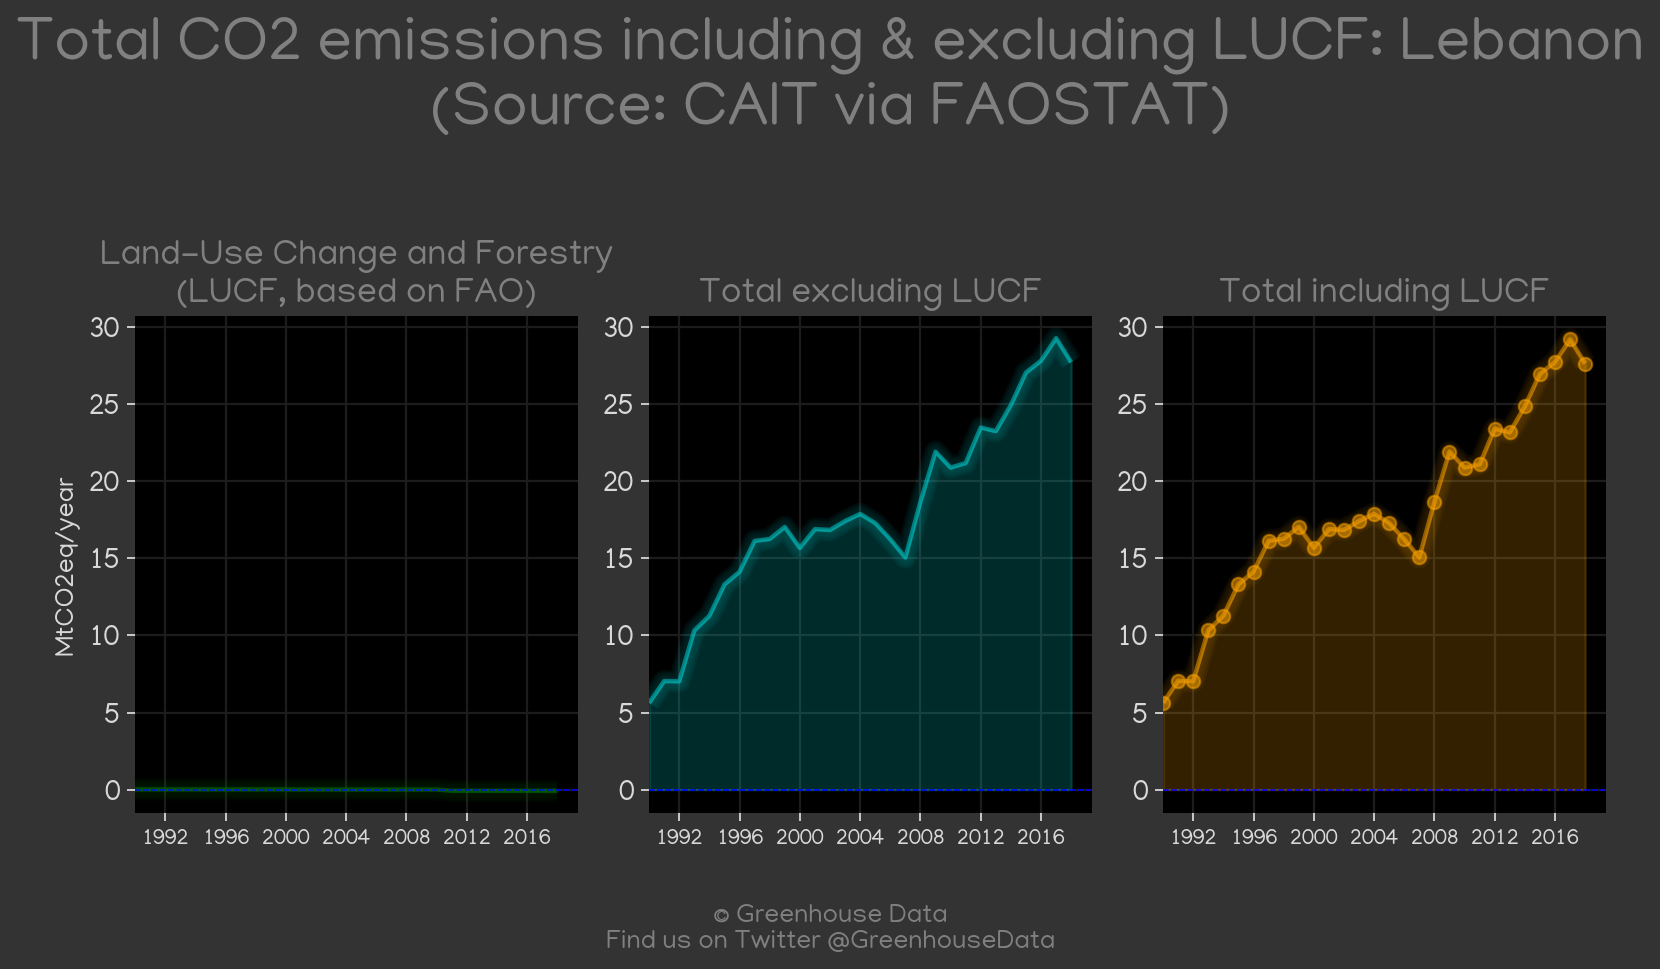 Total CO2 emissions including & excluding LUCF: Lebanon
(Source: CAIT via FAOSTAT)
Land-Use Change and Forestry
(LUCF, based on FAO)
Total excluding LUCF
Total including LUCF
MtCO2eq/year
30
25
20
15
10
5
0
1992 1996 2000 2004 2008 2012 2016
30
25
20
15
10
5
0
1992 1996 2000 2004 2008 2012 2016
30
25
20
15
10
5
0
1992 1996 2000 2004 2008 2012 2016
© Greenhouse Data
Find us on Twitter @GreenhouseData